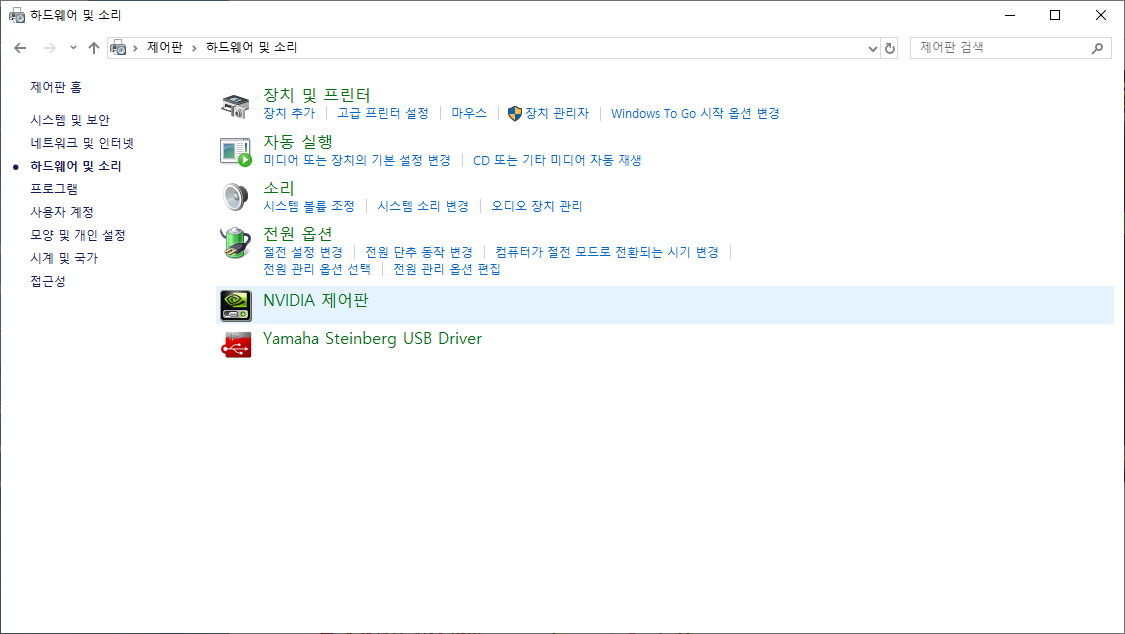 하드웨어 및 소리
제어판 › 하드웨어 및 소리
제어판 검색
제어판 홈
시스템 및 보안
네트워크 및 인터넷
하드웨어 및 소리
프로그램
사용자 계정
모양 및 개인 설정
시계 및 국가
접근성
장치 및 프린터
장치 추가 | 고급 프린터 설정 | 마우스 | 장치 관리자 | Windows To Go 시작 옵션 변경
자동 실행
미디어 또는 장치의 기본 설정 변경 | CD 또는 기타 미디어 자동 재생
소리
시스템 볼륨 조정 | 시스템 소리 변경 | 오디오 장치 관리
전원 옵션
절전 설정 변경 | 전원 단추 동작 변경 | 컴퓨터가 절전 모드로 전환되는 시기 변경 |
전원 관리 옵션 선택 | 전원 관리 옵션 편집
NVIDIA 제어판
Yamaha Steinberg USB Driver